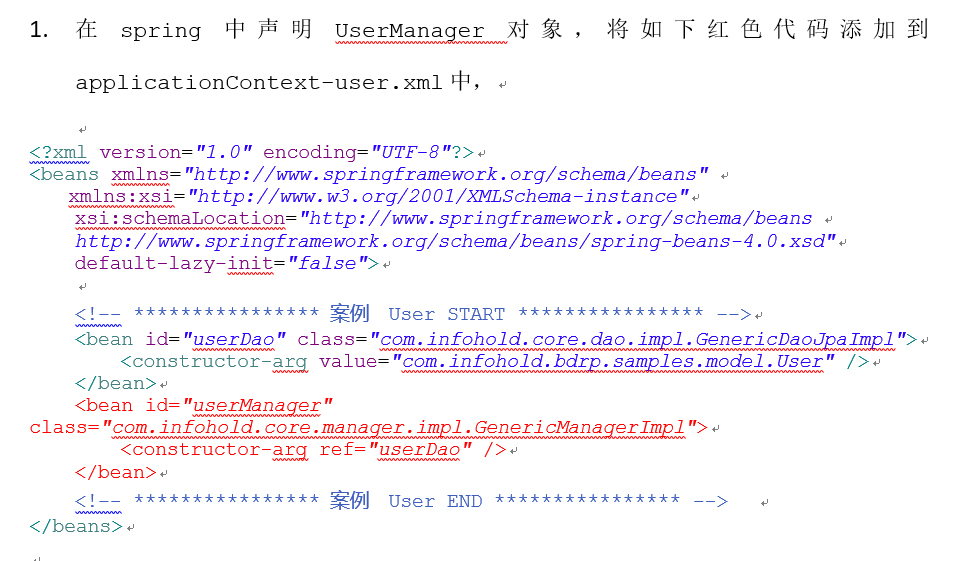 1. 在 spring 中声明 UserManager 对象，将如下红色代码添加到
applicationContext-user.xml 中，
<?xml version="1.0" encoding="UTF-8"?>
<beans xmlns="http://www.springframework.org/schema/beans"
xmlns:xsi="http://www.w3.org/2001/XMLSchema-instance"
xsi:schemaLocation="http://www.springframework.org/schema/beans
http://www.springframework.org/schema/beans/spring-beans-4.0.xsd"
default-lazy-init="false">
<!-- **************** 案例 User START **************** -->
<bean id="userDao" class="com.infohold.core.dao.impl.GenericDaoJpaImpl">
<constructor-arg value="com.infohold.bdrp.samples.model.User" />
</bean>
<bean id="userManager"
class="com.infohold.core.manager.impl.GenericManagerImpl">
<constructor-arg ref="userDao" />
</bean>
<!-- **************** 案例 User END **************** -->
</beans>